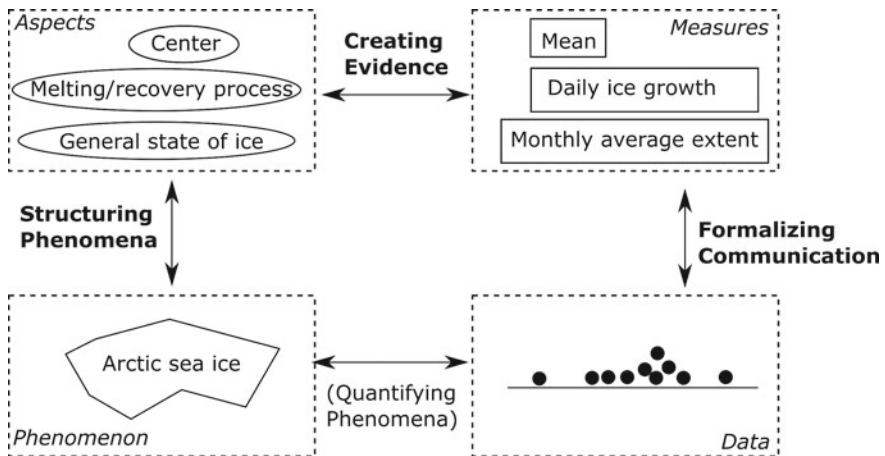 Aspects
Center
Melting/recovery process
General state of ice
Creating
Evidence
Measures
Mean
Daily ice growth
Monthly average extent
Structuring
Phenomena
Formalizing
Communication
Arctic sea ice
Phenomenon
(Quantifying
Phenomena)
Data